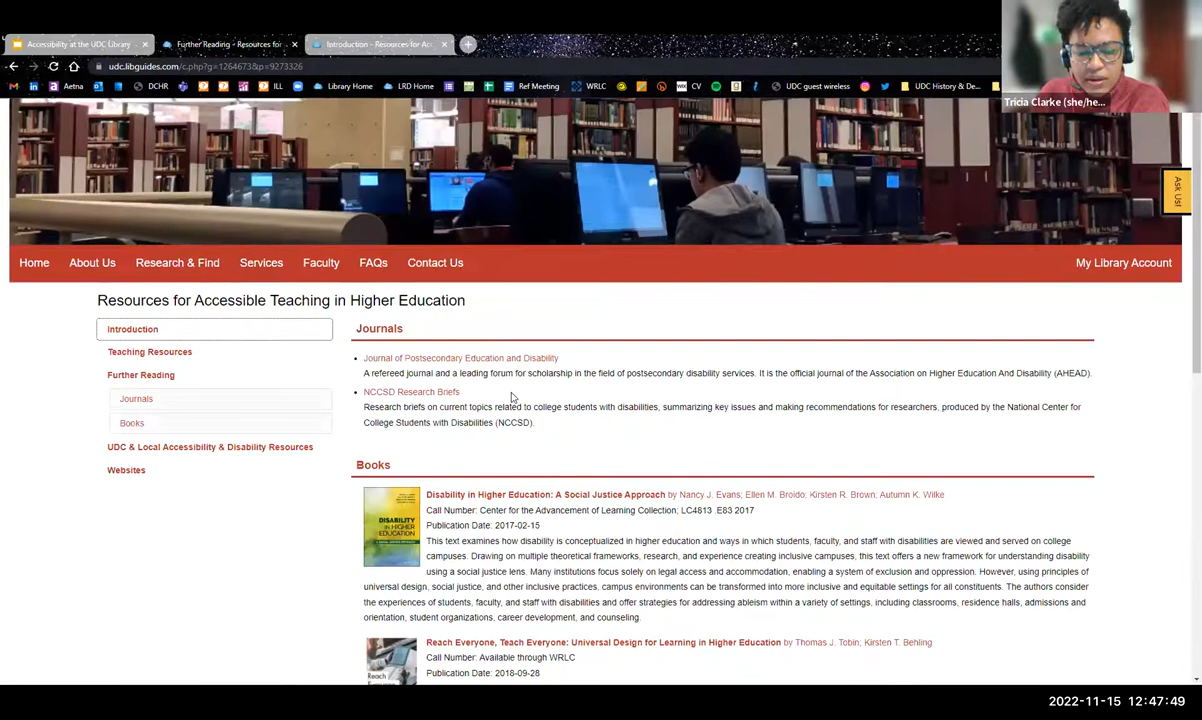 Accessibility at the UDC Library
Further Reading - Resources for
Introduction - Resources for Acc
udc.libguides.com/c.php?g=1264673&p=9273326
Aetna
DCHR
ILL
Library Home
LRD Home
Ref Meeting
WRLC
WIX
CV
UDC guest wireless
UDC History & De...
Tricia Clarke (she/he...
Ask Us!
Home About Us Research & Find Services Faculty FAQs Contact Us My Library Account
Resources for Accessible Teaching in Higher Education
Introduction
Teaching Resources
Further Reading
Journals
Books
UDC & Local Accessibility & Disability Resources
Websites
Journals
Journal of Postsecondary Education and Disability
A refereed journal and a leading forum for scholarship in the field of postsecondary disability services. It is the official journal of the Association on Higher Education And Disability (AHEAD).
NCCSD Research Briefs
Research briefs on current topics related to college students with disabilities, summarizing key issues and making recommendations for researchers, produced by the National Center for
College Students with Disabilities (NCCSD).
Books
DISABILITY
IN HIGHER
EDUCATION
Disability in Higher Education: A Social Justice Approach by Nancy J. Evans; Ellen M. Broido; Kirsten R. Brown; Autumn K. Wilke
Call Number: Center for the Advancement of Learning Collection; LC4813 .E83 2017
Publication Date: 2017-02-15
This text examines how disability is conceptualized in higher education and ways in which students, faculty, and staff with disabilities are viewed and served on college
campuses. Drawing on multiple theoretical frameworks, research, and experience creating inclusive campuses, this text offers a new framework for understanding disability
using a social justice lens. Many institutions focus solely on legal access and accommodation, enabling a system of exclusion and oppression. However, using principles of
universal design, social justice, and other inclusive practices, campus environments can be transformed into more inclusive and equitable settings for all constituents. The authors consider
the experiences of students, faculty, and staff with disabilities and offer strategies for addressing ableism within a variety of settings, including classrooms, residence halls, admissions and
orientation, student organizations, career development, and counseling.
Reach Everyone, Teach Everyone: Universal Design for Learning in Higher Education by Thomas J. Tobin; Kirsten T. Behling
Call Number: Available through WRLC
Publication Date: 2018-09-28
Reach
2022-11-15 12:47:49